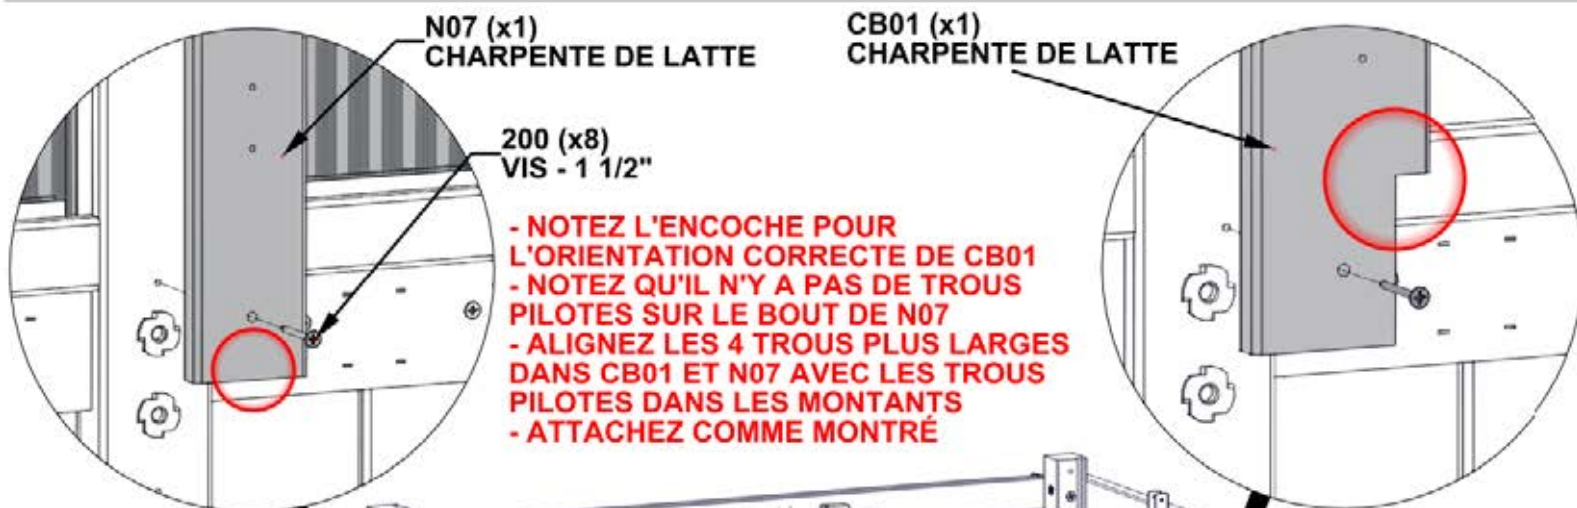 N07 (x1)
CHARPENTE DE LATTE
CB01 (x1)
CHARPENTE DE LATTE
200 (x8)
VIS - 1 1/2"
- NOTEZ L'ENCOCHE POUR
L'ORIENTATION CORRECTE DE CB01
- NOTEZ QU'IL N'Y A PAS DE TROUS
PILOTES SUR LE BOUT DE N07
- ALIGNEZ LES 4 TROUS PLUS LARGES
DANS CB01 ET N07 AVEC LES TROUS
PILOTES DANS LES MONTANTS
- ATTACHEZ COMME MONTRÉ